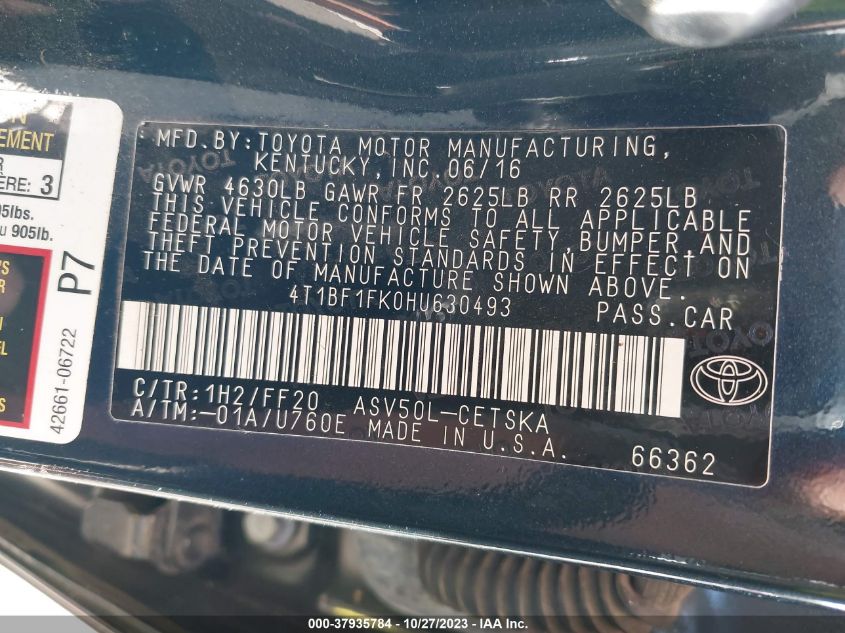 MFD.BY:TOYOTA MOTOR MANUFACTURING,
KENTUCKY,INC.06/16
GVWR 4630LB GAWR FR 2625LB RR 2625LB
THIS VEHICLE CONFORMS TO ALL APPLICABLE
FEDERAL MOTOR VEHICLE SAFETY,BUMPER,AND
THEFT PREVENTION STANDARDS IN EFFECT ON
THE DATE OF MANUFACTURE SHOWN ABOVE.
4T1BF1FK0HU630493 PASS.CAR
C/TR:1H2/FF20 ASV50L-CETSKA
A/TM:-01A/U760E MADE IN U.S.A.
66362
EMENT
ERE: 3
05lbs.
905lb.
P7
42661-06722
000-37935784 - 10/27/2023 - IAA Inc.